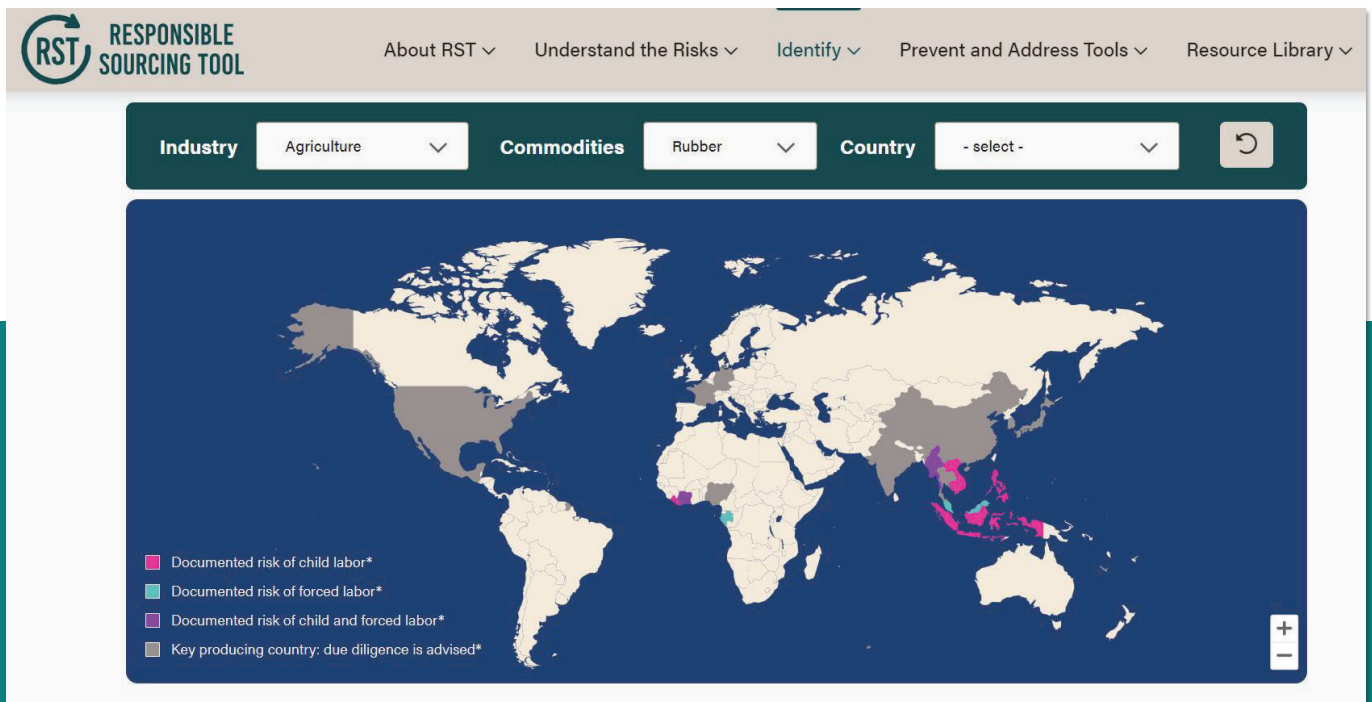 RST
RESPONSIBLE
SOURCING TOOL
About RST
Understand the Risks
Identify
Prevent and Address Tools
Resource Library
Industry
Agriculture
Commodities
Rubber
Country
- select -
Documented risk of child labor*
Documented risk of forced labor*
Documented risk of child and forced labor*
Key producing country: due diligence is advised*
+
−